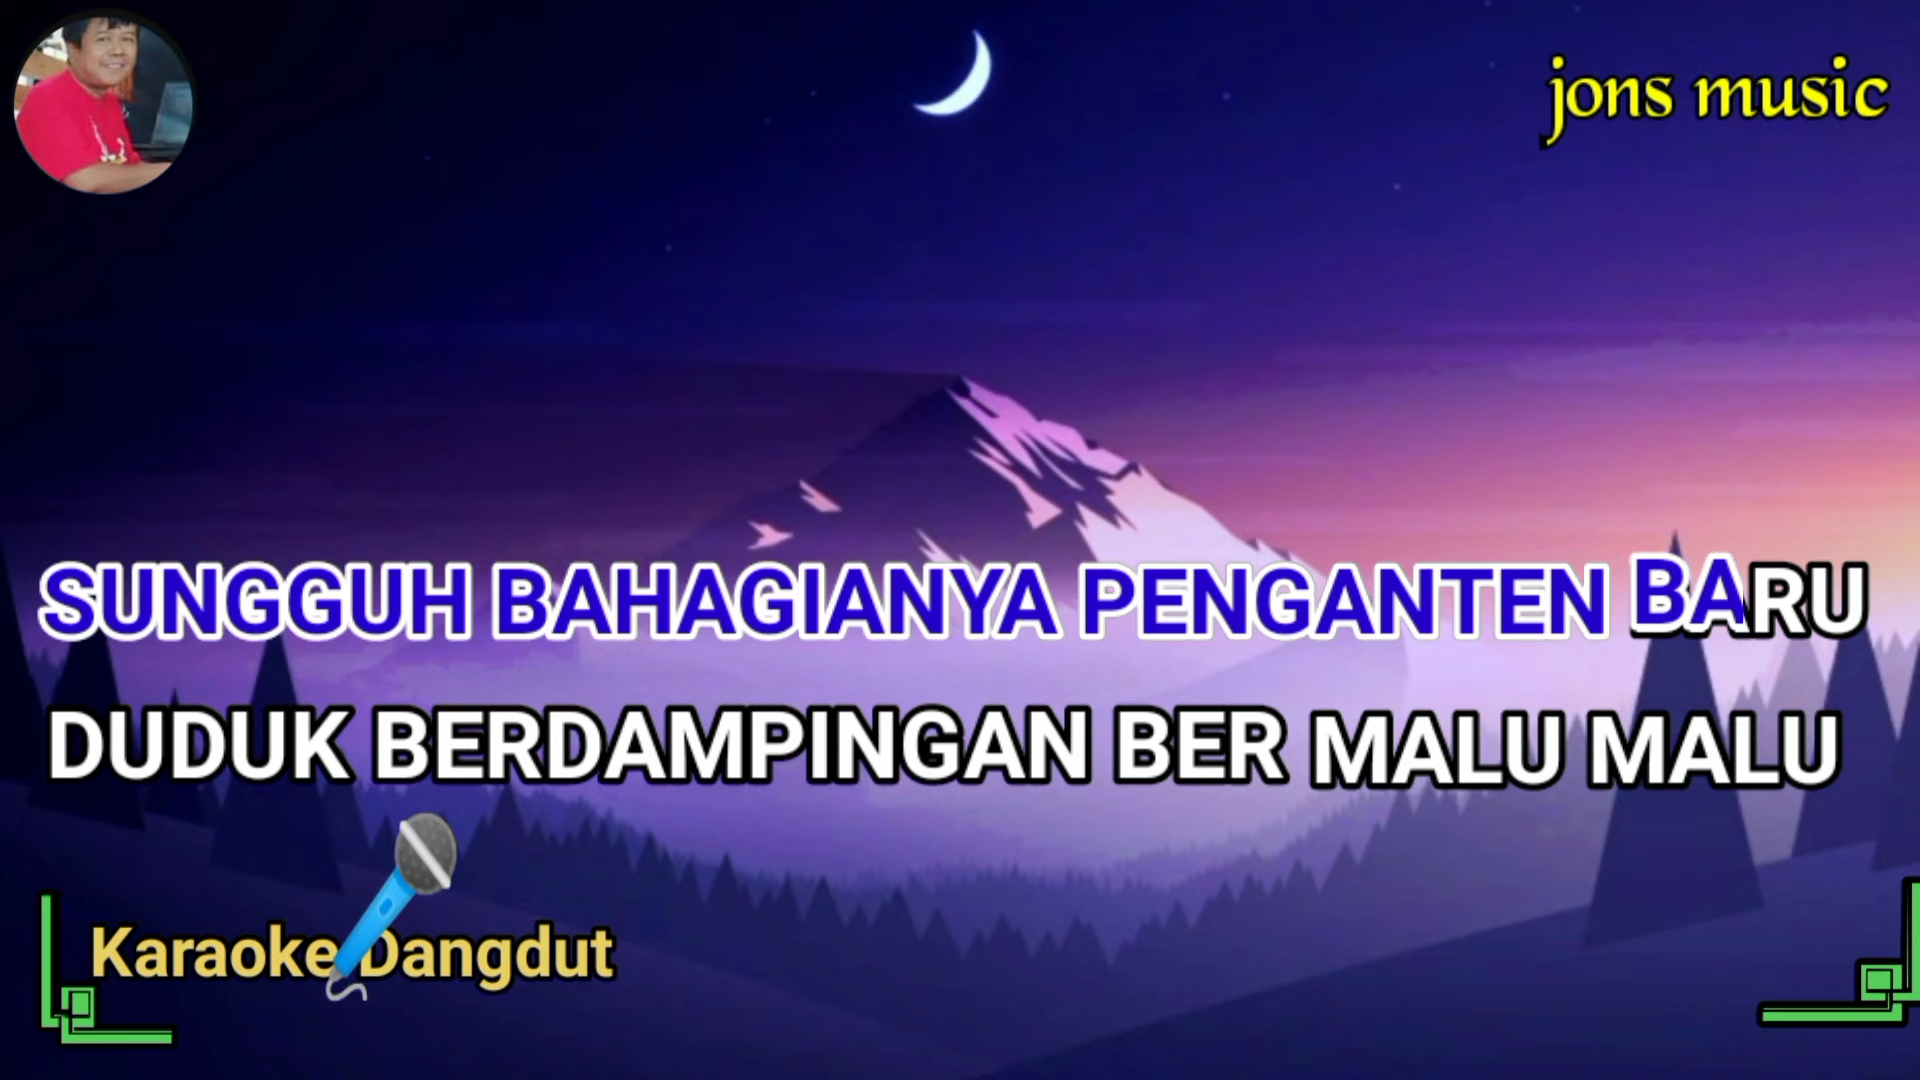 jons music
SUNGGUH BAHAGIANYA PENGANTEN BARU
DUDUK BERDAMPINGAN BER MALU MALU
Karaoke Dangdut